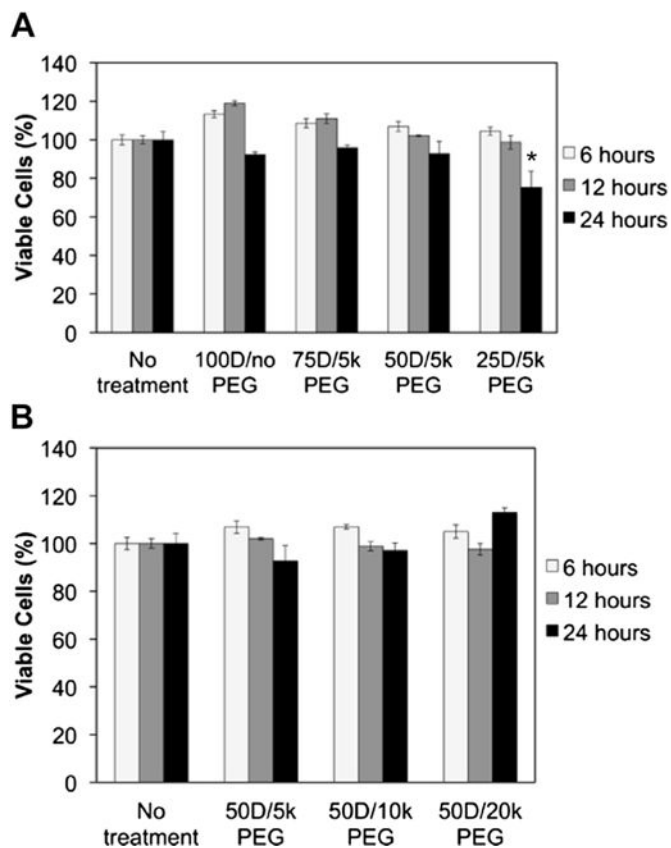 A
Viable Cells (%)
140
120
100
80
60
40
20
0
*
6 hours
12 hours
24 hours
No 100D/no 75D/5k 50D/5k 25D/5k
treatment PEG PEG PEG PEG
B
Viable Cells (%)
140
120
100
80
60
40
20
0
6 hours
12 hours
24 hours
No 50D/5k 50D/10k 50D/20k
treatment PEG PEG PEG